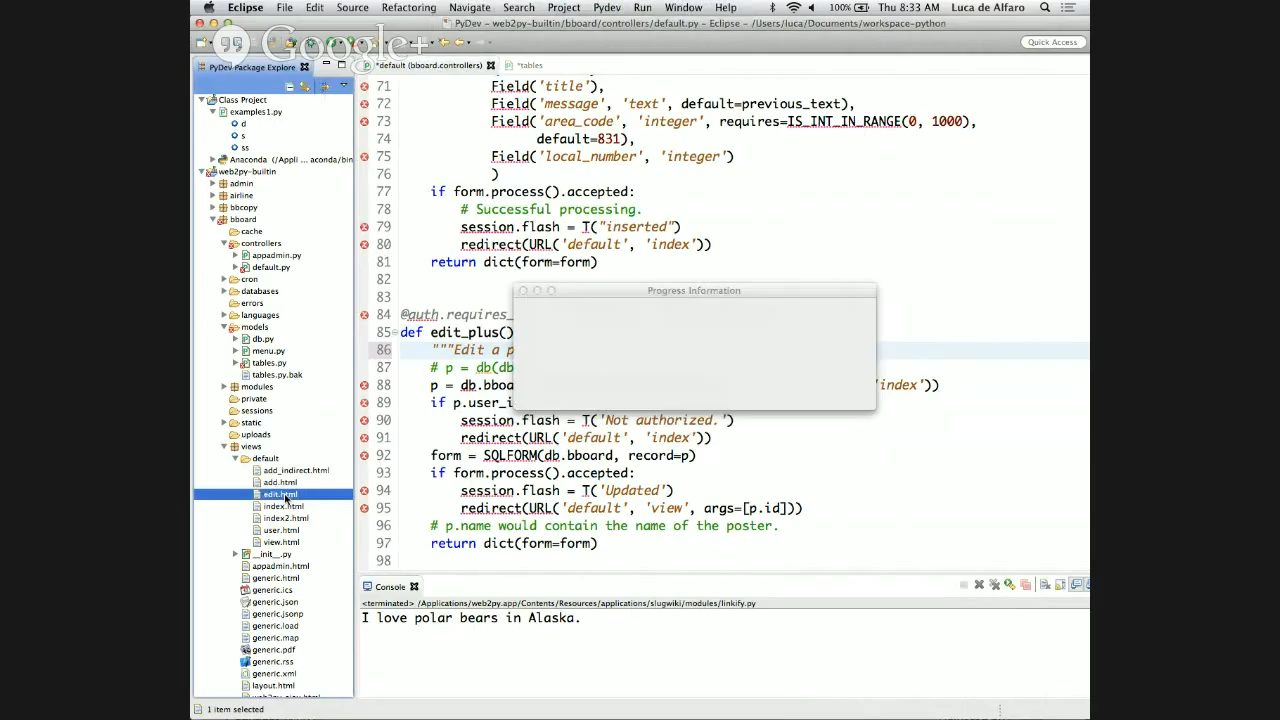 Eclipse File Edit Source Refactoring Navigate Search Project Pydev Run Window Help 100% Thu 8:33 AM Luca de Alfaro
PyDev - web2py-builtin/bboard/controllers/default.py - Eclipse - /Users/luca/Documents/workspace-python
Google+
Quick Access
PyDev Package Explorer
*default (bboard.controllers)
*tables
Class Project
examples1.py
d
s
ss
Anaconda (/Appli ... aconda/bin
web2py-builtin
admin
airline
bbcopy
bboard
cache
controllers
appadmin.py
default.py
cron
databases
errors
languages
models
db.py
menu.py
tables.py
tables.py.bak
modules
private
sessions
static
uploads
views
default
add_indirect.html
add.html
edit.html
index.html
index2.html
user.html
view.html
__init__.py
appadmin.html
generic.html
generic.ics
generic.json
generic.jsonp
generic.load
generic.map
generic.pdf
generic.rss
generic.xml
layout.html
71 Field('title'),
72 Field('message', 'text', default=previous_text),
73 Field('area_code', 'integer', requires=IS_INT_IN_RANGE(0, 1000),
74 default=831),
75 Field('local_number', 'integer')
76 )
77 if form.process().accepted:
78 # Successful processing.
79 session.flash = T("inserted")
80 redirect(URL('default', 'index'))
81 return dict(form=form)
82
83
84 @auth.requires_
85 def edit_plus()
86 """Edit a p
87 # p = db(db
88 p = db.bboa 'index'))
89 if p.user_i
90 session.flash = T('Not authorized.')
91 redirect(URL('default', 'index'))
92 form = SQLFORM(db.bboard, record=p)
93 if form.process().accepted:
94 session.flash = T('Updated')
95 redirect(URL('default', 'view', args=[p.id]))
96 # p.name would contain the name of the poster.
97 return dict(form=form)
98
Progress Information
Console
<terminated> /Applications/web2py.app/Contents/Resources/applications/slugwiki/modules/linkify.py
I love polar bears in Alaska.
1 item selected